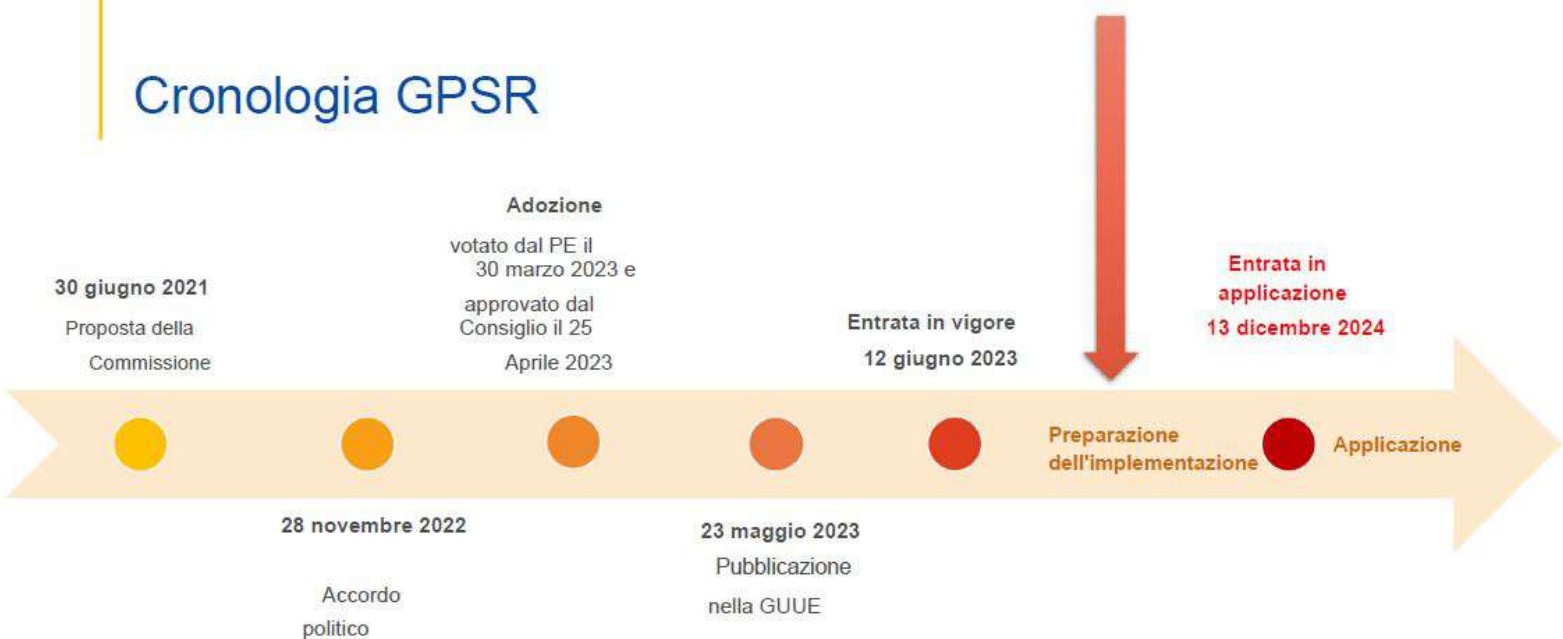 Cronologia GPSR
30 giugno 2021
Proposta della
Commissione
28 novembre 2022
Accordo
politico
Adozione
votato dal PE il
30 marzo 2023 e
approvato dal
Consiglio il 25
Aprile 2023
23 maggio 2023
Pubblicazione
nella GUUE
Entrata in vigore
12 giugno 2023
Preparazione
dell'implementazione
Entrata in
applicazione
13 dicembre 2024
Applicazione